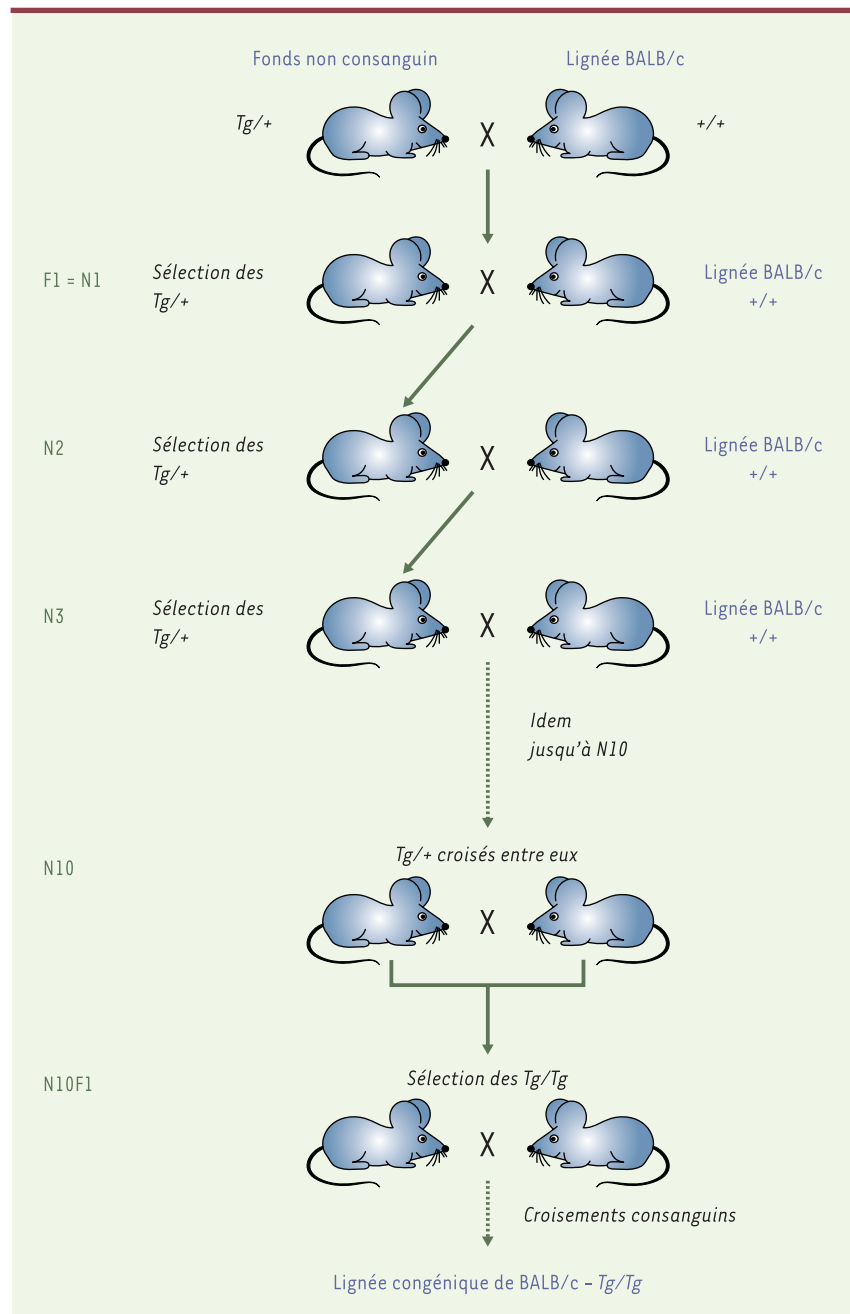 Fonds non consanguin
Lignée BALB/c
Tg/+
X
+/+
F1 = N1
Sélection des
Tg/+
X
Lignée BALB/c
+/+
N2
Sélection des
Tg/+
X
Lignée BALB/c
+/+
N3
Sélection des
Tg/+
X
Lignée BALB/c
+/+
Idem
jusqu'à N10
N10
Tg/+ croisés entre eux
X
N10F1
Sélection des Tg/Tg
X
Croisements consanguins
Lignée congénique de BALB/c – Tg/Tg